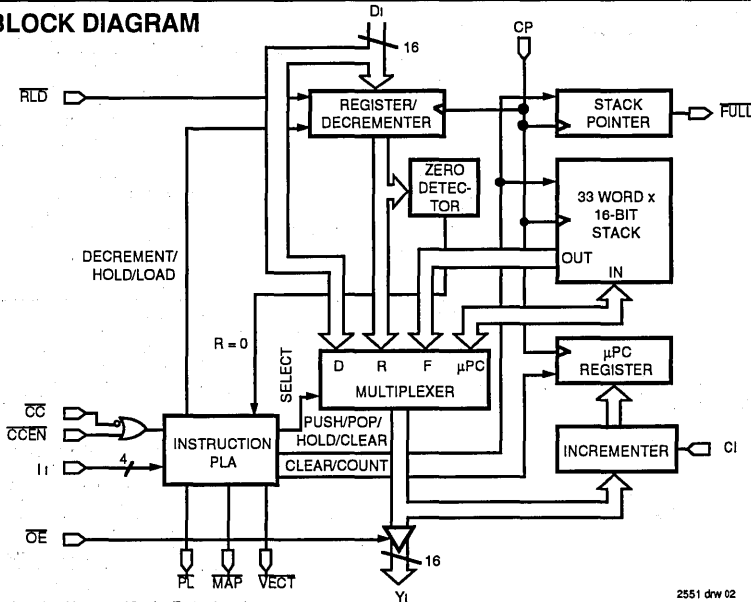 BLOCK DIAGRAM
DI
16
CP
RLD
REGISTER/
DECREMENTER
STACK
POINTER
FULL
ZERO
DETEC-
TOR
33 WORD x
16-BIT
STACK
OUT
IN
DECREMENT/
HOLD/LOAD
R = 0
SELECT
D R F µPC
MULTIPLEXER
µPC
REGISTER
CC
CCEN
II
4
INSTRUCTION
PLA
PUSH/POP/
HOLD/CLEAR
CLEAR/COUNT
INCREMENTER
CI
OE
16
PL MAP VECT
YI
2551 drw 02